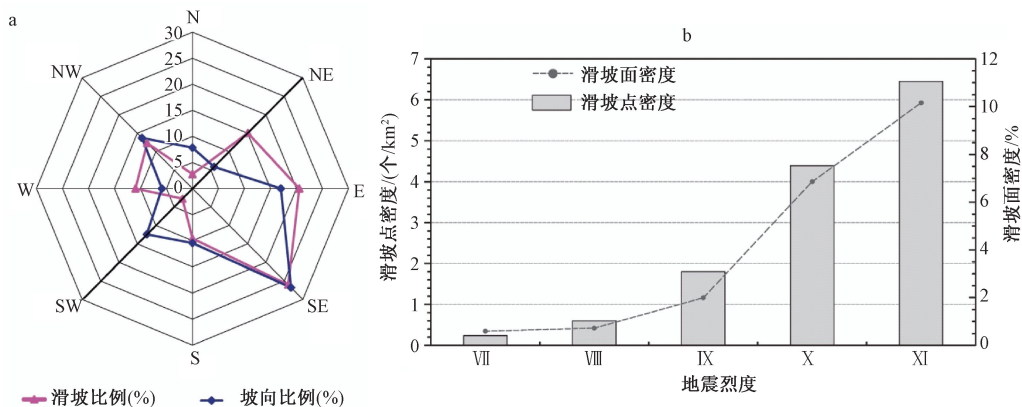 a
N
30
25
20
15
10
5
0
NW
NE
W
E
SW
SE
S
滑坡比例(%)
坡向比例(%)
b
滑坡点密度/(个/km²)
7
6
5
4
3
2
1
0
滑坡面密度
滑坡点密度
12
10
8
6
4
2
0
滑坡面密度/%
Ⅶ Ⅷ Ⅸ Ⅹ Ⅺ
地震烈度